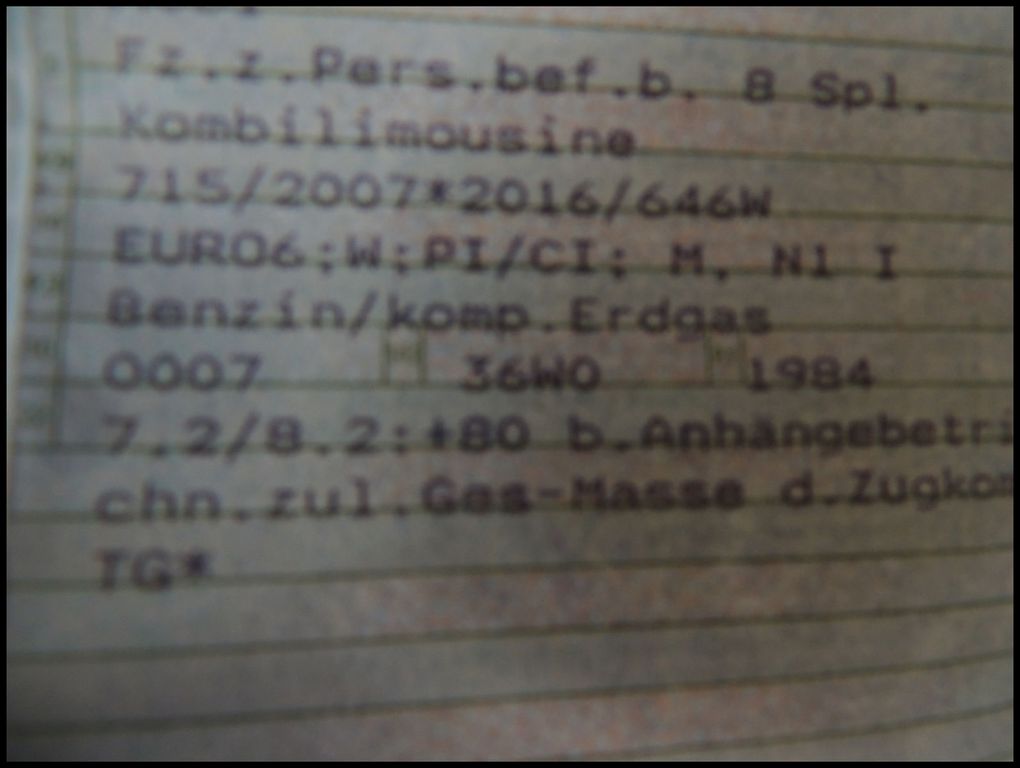 Fz.z.Pers.bef.b. 8 Spl.
Kombilimousine
715/2007*2016/646W
EURO6;W;PI/CI; M, N1 I
Benzin/komp.Erdgas
0007 36W0 1984
7.2/8.2:+80 b.Anhängebetri
chn.zul.Ges-Masse d.Zugkom
TG*